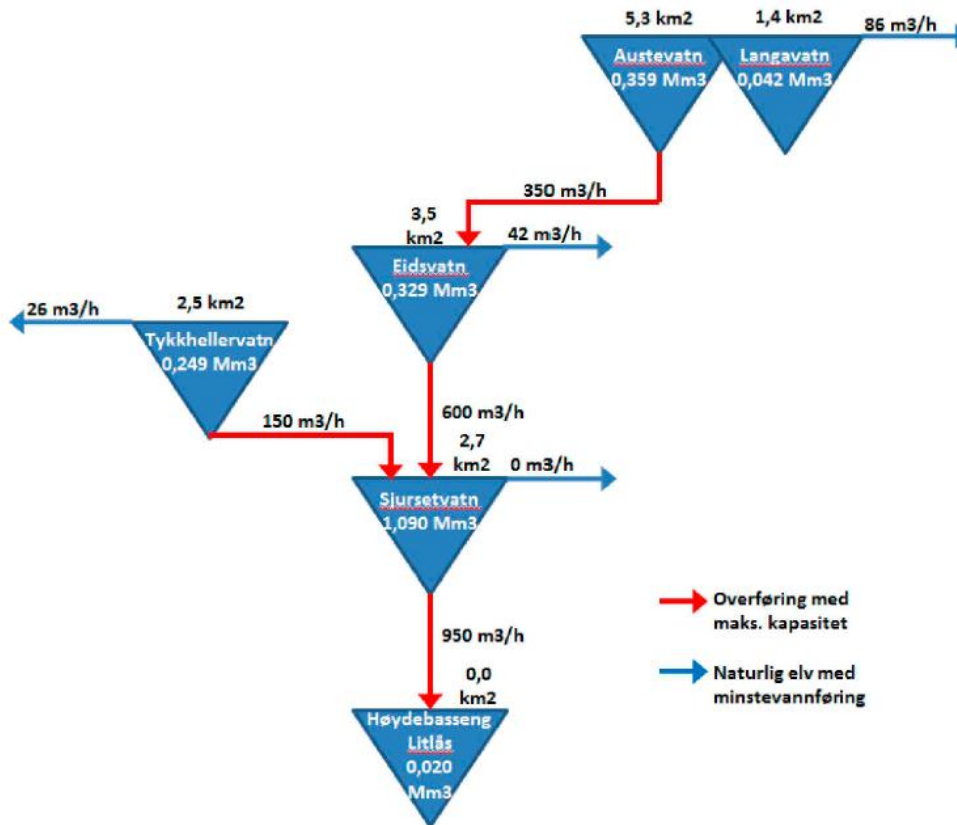 5,3 km2
1,4 km2
86 m3/h
Austevatn
0,359 Mm3
Langavatn
0,042 Mm3
350 m3/h
3,5
km2
42 m3/h
Eidsvatn
0,329 Mm3
26 m3/h
2,5 km2
Tykkhellervatn
0,249 Mm3
150 m3/h
600 m3/h
2,7
km2
0 m3/h
Sjursetvatn
1,090 Mm3
950 m3/h
0,0
km2
Høydebasseng
Litlås
0,020
Mm3
Overføring med
maks. kapasitet
Naturlig elv med
minstevannføring